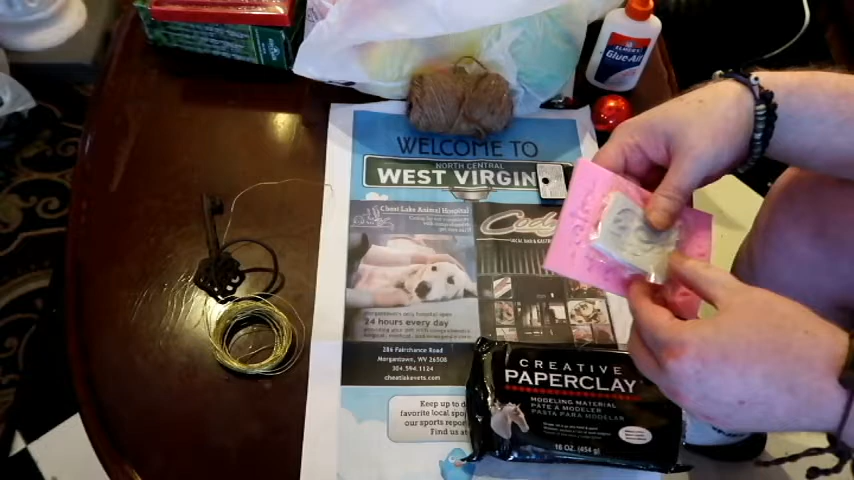 ELMER'S
Glue-All
WELCOME TO
NORTH CENTRAL
WEST VIRGIN
Cheat Lake Animal Hospital
24 hours every day
286 Fairchance Road
Morgantown, WV 26508
304.594.1124
cheatlakevets.com
Keep up to d
favorite local spo
our sports repor
Find us at
CREATIVE
PAPERCLAY
MODELING MATERIAL
PATE A MODELER
PASTA PARA MODELAR
16 OZ. (454 g)